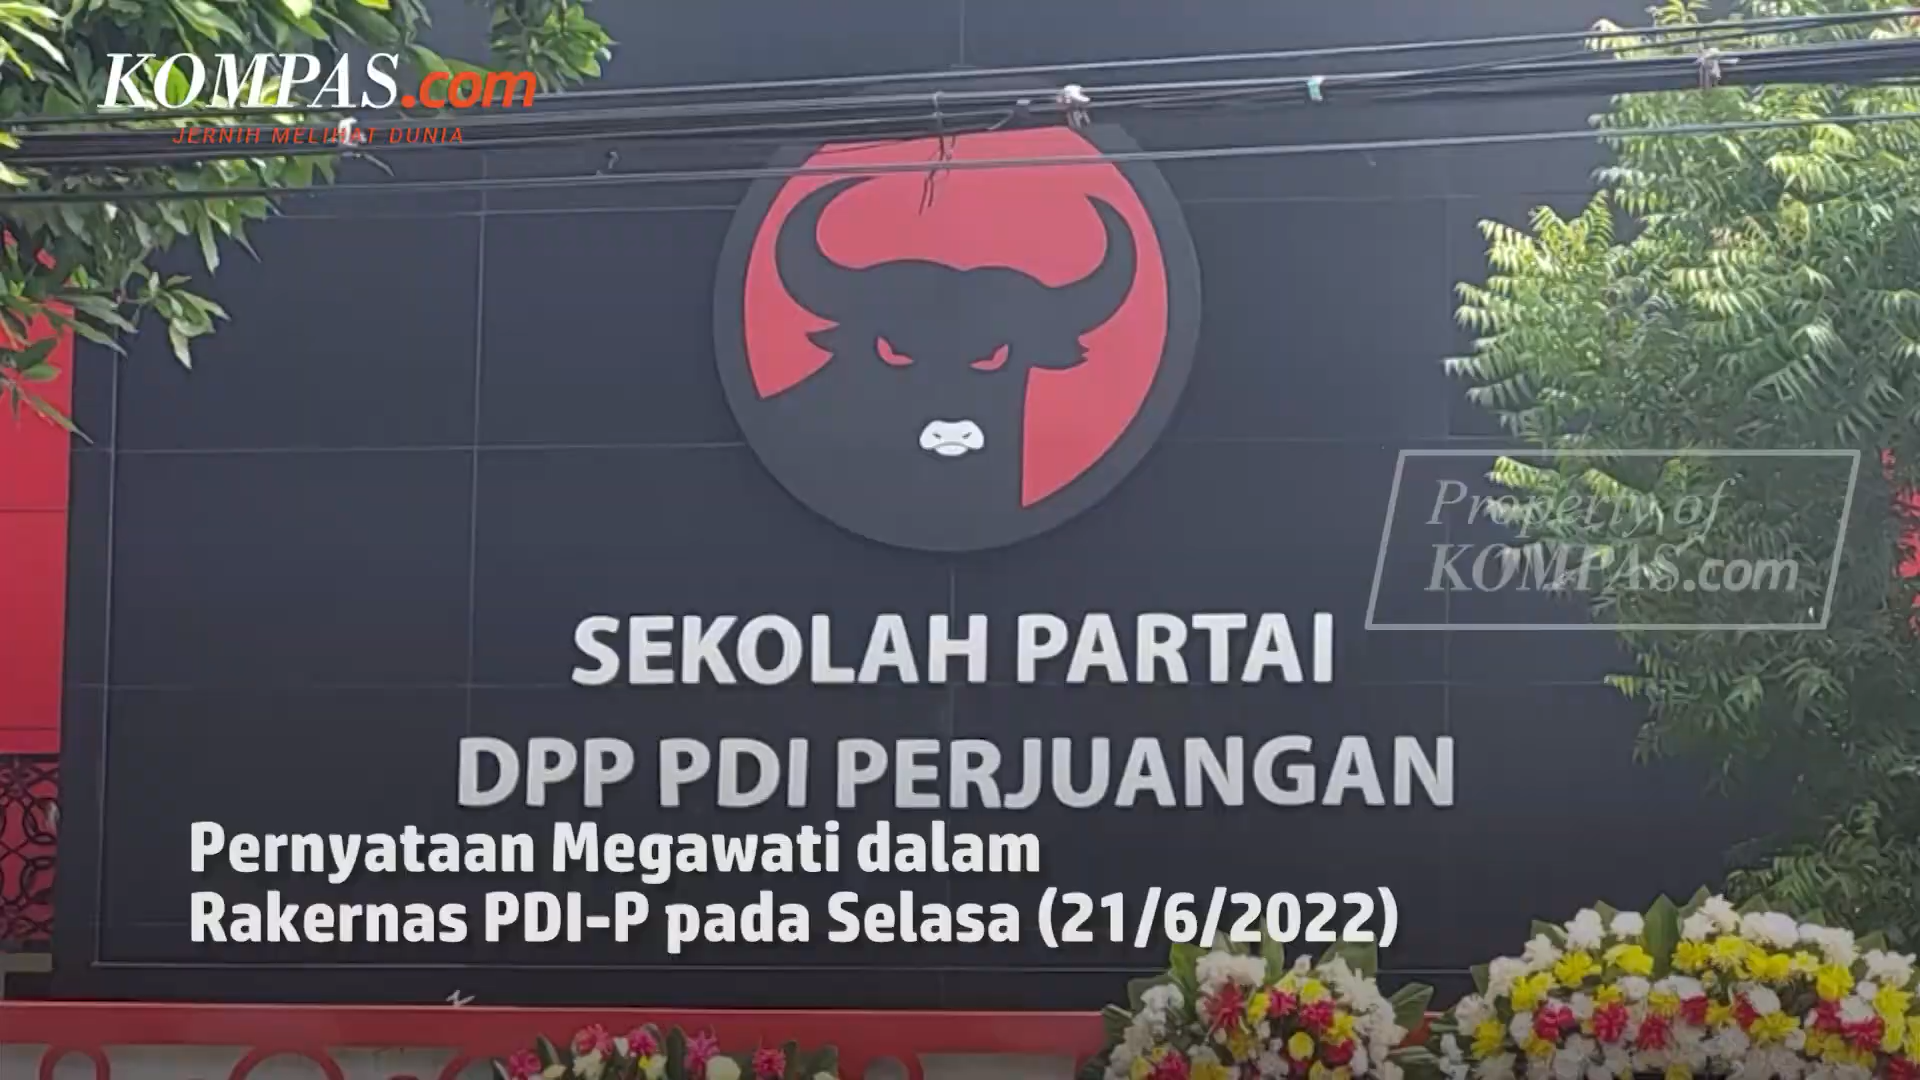 KOMPAS.com
JERNIH MELIHAT DUNIA
Property of
KOMPAS.com
SEKOLAH PARTAI
DPP PDI PERJUANGAN
Pernyataan Megawati dalam
Rakernas PDI-P pada Selasa (21/6/2022)